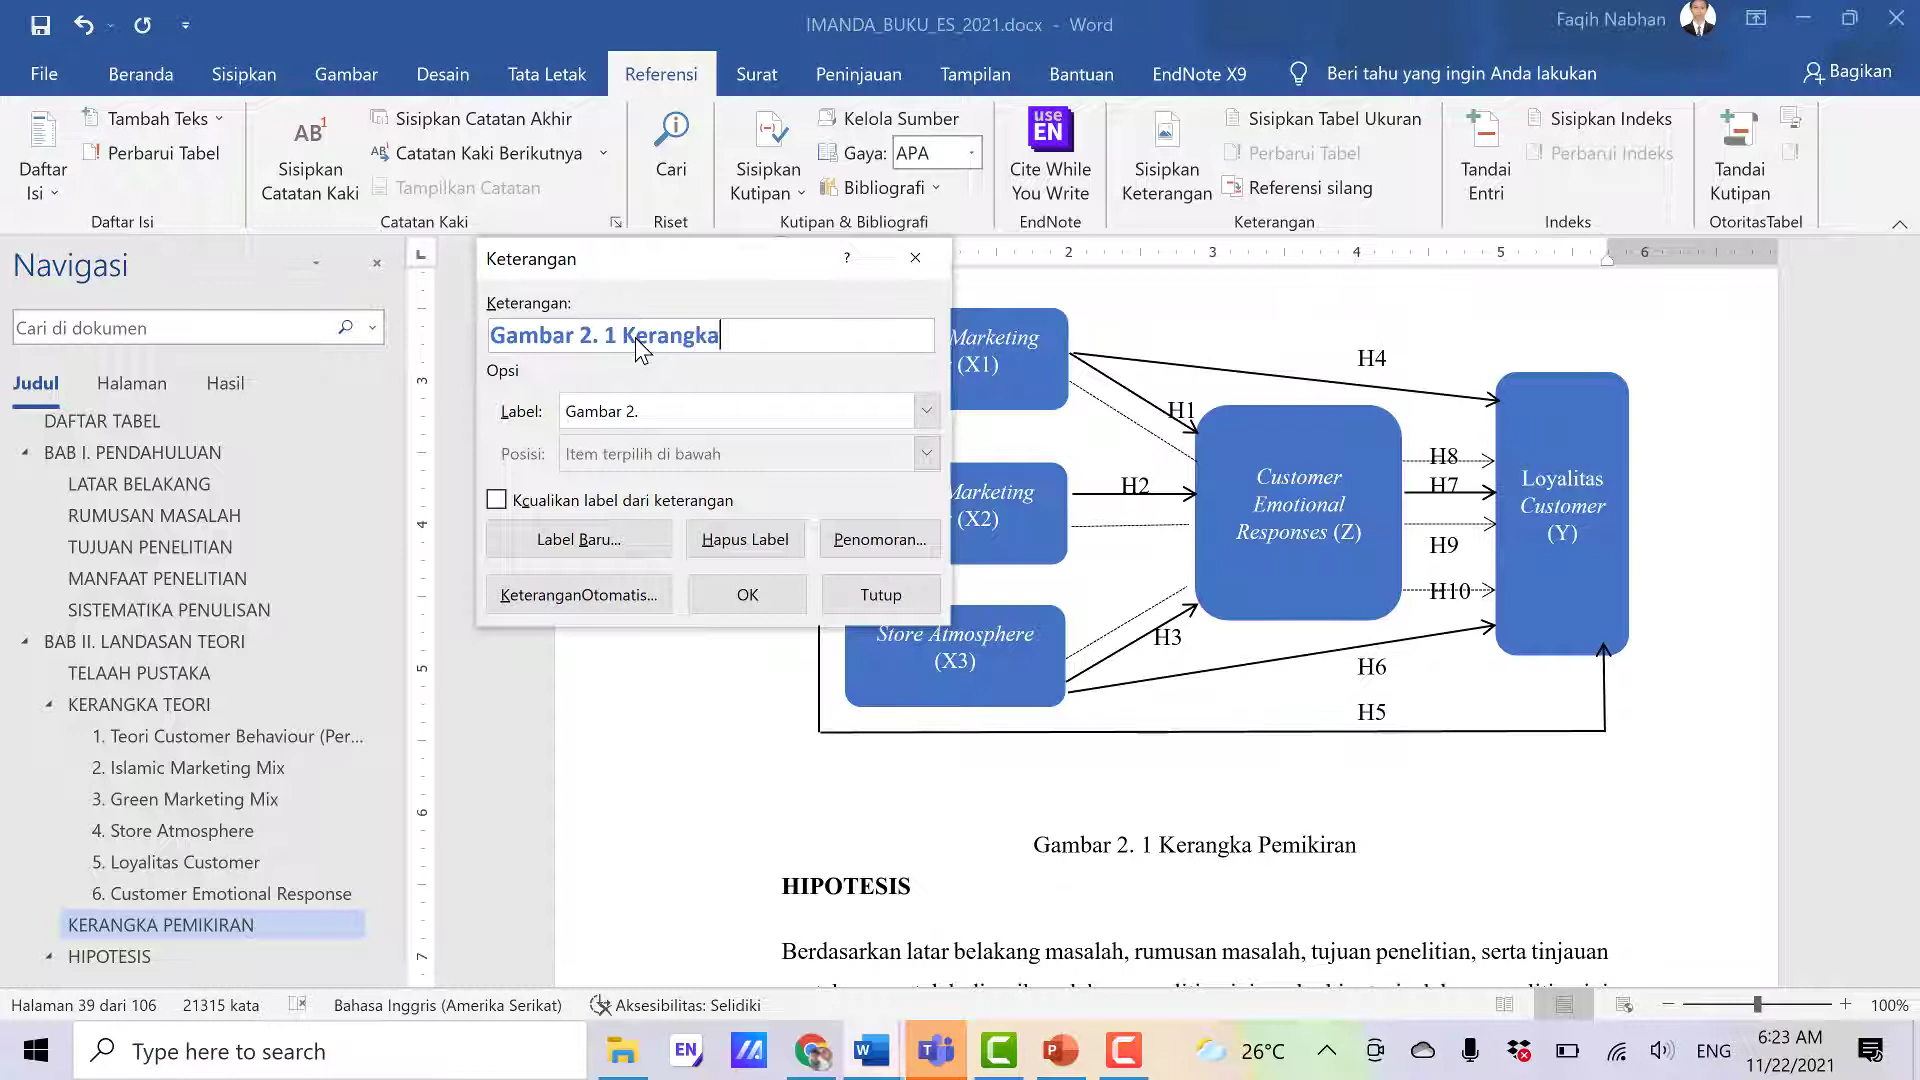 IMANDA_BUKU_ES_2021.docx - Word
Faqih Nabhan
File Beranda Sisipkan Gambar Desain Tata Letak Referensi Surat Peninjauan Tampilan Bantuan EndNote X9 Beri tahu yang ingin Anda lakukan Bagikan
Daftar Isi
Tambah Teks
Perbarui Tabel
Daftar Isi
AB1
Sisipkan Catatan Kaki
Sisipkan Catatan Akhir
Catatan Kaki Berikutnya
Tampilkan Catatan
Catatan Kaki
Cari
Riset
Sisipkan Kutipan
Kelola Sumber
Gaya: APA
Bibliografi
Kutipan & Bibliografi
use EN
Cite While You Write
EndNote
Sisipkan Keterangan
Sisipkan Tabel Ukuran
Perbarui Tabel
Referensi silang
Keterangan
Tandai Entri
Sisipkan Indeks
Perbarui Indeks
Indeks
Tandai Kutipan
OtoritasTabel
Navigasi
Cari di dokumen
Judul Halaman Hasil
DAFTAR TABEL
BAB I. PENDAHULUAN
LATAR BELAKANG
RUMUSAN MASALAH
TUJUAN PENELITIAN
MANFAAT PENELITIAN
SISTEMATIKA PENULISAN
BAB II. LANDASAN TEORI
TELAAH PUSTAKA
KERANGKA TEORI
1. Teori Customer Behaviour (Per...
2. Islamic Marketing Mix
3. Green Marketing Mix
4. Store Atmosphere
5. Loyalitas Customer
6. Customer Emotional Response
KERANGKA PEMIKIRAN
HIPOTESIS
Keterangan ?
Keterangan:
Gambar 2. 1 Kerangka
Opsi
Label: Gambar 2.
Posisi: Item terpilih di bawah
Kcualikan label dari keterangan
Label Baru... Hapus Label Penomoran...
KeteranganOtomatis... OK Tutup
2 3 4 5 6
3
4
5
6
7
Marketing
(X1)
Marketing
(X2)
Store Atmosphere
(X3)
Customer
Emotional
Responses (Z)
Loyalitas
Customer
(Y)
H4
H1
H2
H3
H8
H7
H9
H10
H6
H5
Gambar 2. 1 Kerangka Pemikiran
HIPOTESIS
Berdasarkan latar belakang masalah, rumusan masalah, tujuan penelitian, serta tinjauan
Halaman 39 dari 106 21315 kata Bahasa Inggris (Amerika Serikat) Aksesibilitas: Selidiki 100%
Type here to search
EN
26°C
ENG
6:23 AM
11/22/2021